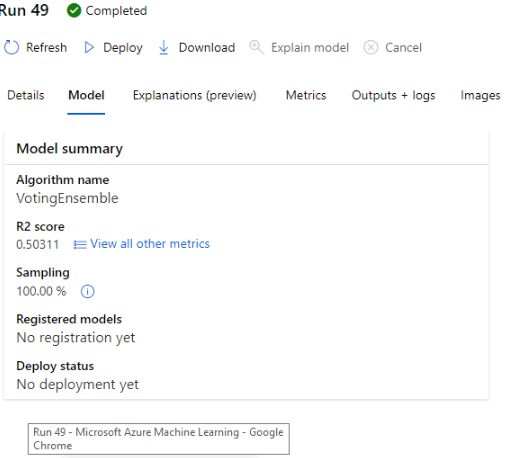 Run 49 Completed
Refresh Deploy Download Explain model Cancel
Details Model Explanations (preview) Metrics Outputs + logs Images
Model summary
Algorithm name
VotingEnsemble
R2 score
0.50311 View all other metrics
Sampling
100.00 %
Registered models
No registration yet
Deploy status
No deployment yet
Run 49 - Microsoft Azure Machine Learning - Google
Chrome